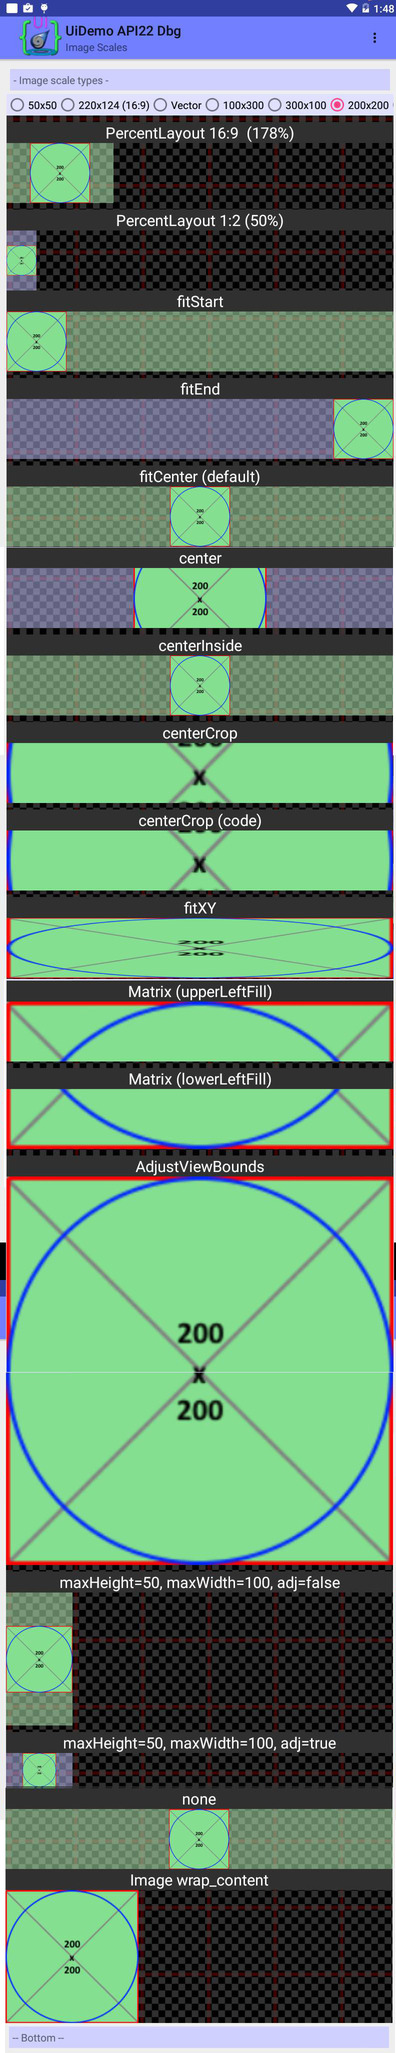 1:48
UiDemo API22 Dbg
Image Scales
- Image scale types -
50x50 220x124 (16:9) Vector 100x300 300x100 200x200
PercentLayout 16:9 (178%)
200
x
200
PercentLayout 1:2 (50%)
fitStart
200
x
200
fitEnd
200
x
200
fitCenter (default)
200
x
200
center
200
x
200
centerInside
200
x
200
centerCrop
200
x
centerCrop (code)
x
fitXY
200
x
200
Matrix (upperLeftFill)
Matrix (lowerLeftFill)
AdjustViewBounds
200
x
200
maxHeight=50, maxWidth=100, adj=false
200
x
200
maxHeight=50, maxWidth=100, adj=true
none
200
x
200
Image wrap_content
200
x
200
-- Bottom --